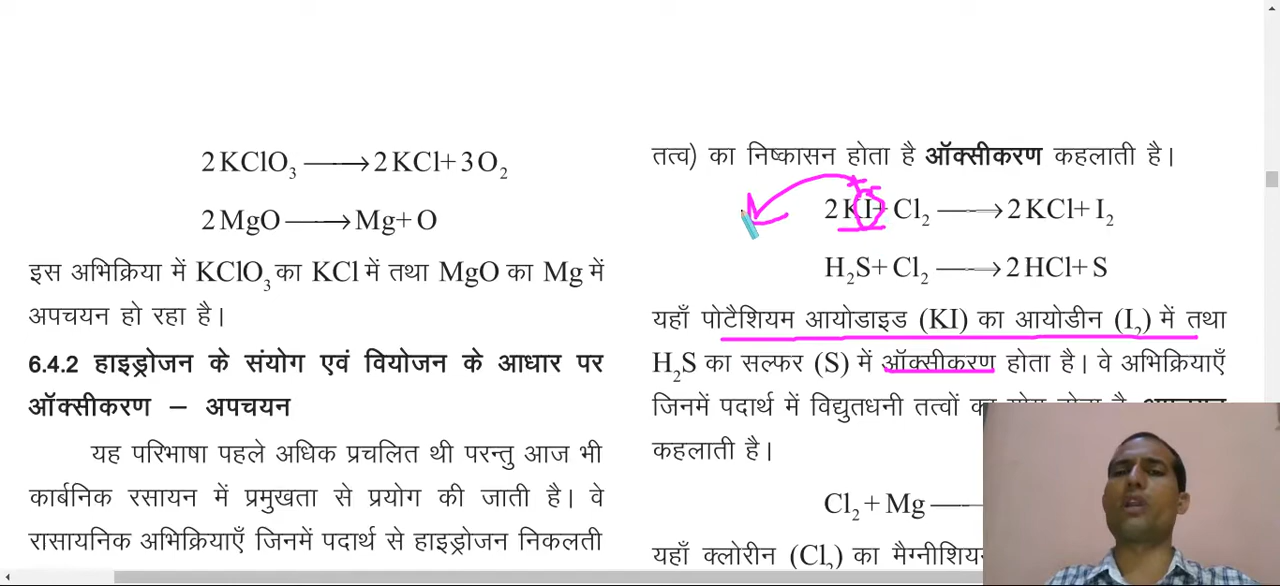 2KClO₃ ⟶ 2KCl + 3O₂
2MgO ⟶ Mg + O
इस अभिक्रिया में KClO₃ का KCl में तथा MgO का Mg में
अपचयन हो रहा है।
6.4.2 हाइड्रोजन के संयोग एवं वियोजन के आधार पर
ऑक्सीकरण – अपचयन
यह परिभाषा पहले अधिक प्रचलित थी परन्तु आज भी
कार्बनिक रसायन में प्रमुखता से प्रयोग की जाती है। वे
रासायनिक अभिक्रियाएँ जिनमें पदार्थ से हाइड्रोजन निकलती
तत्व) का निष्कासन होता है ऑक्सीकरण कहलाती है।
2KI + Cl₂ ⟶ 2KCl + I₂
H₂S + Cl₂ ⟶ 2HCl + S
यहाँ पोटैशियम आयोडाइड (KI) का आयोडीन (I₂) में तथा
H₂S का सल्फर (S) में ऑक्सीकरण होता है। वे अभिक्रियाएँ
जिनमें पदार्थ में विद्युतधनी तत्वों
कहलाती है।
Cl₂ + Mg
यहाँ क्लोरीन (Cl₂) का